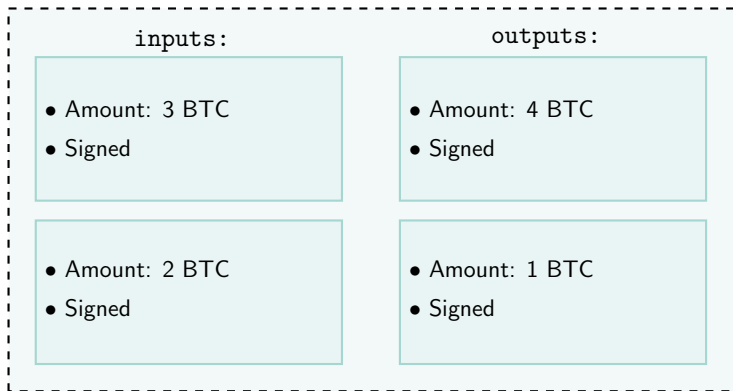 inputs:
• Amount: 3 BTC
• Signed
• Amount: 2 BTC
• Signed
outputs:
• Amount: 4 BTC
• Signed
• Amount: 1 BTC
• Signed